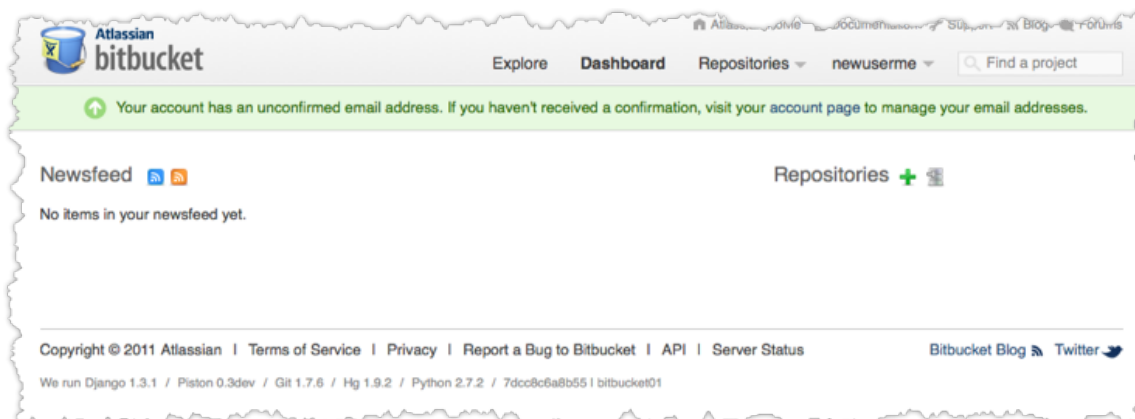 Blog
Forums
Atlassian
bitbucket
Explore Dashboard Repositories newuserme Find a project
Your account has an unconfirmed email address. If you haven't received a confirmation, visit your account page to manage your email addresses.
Newsfeed Repositories
No items in your newsfeed yet.
Copyright © 2011 Atlassian | Terms of Service | Privacy | Report a Bug to Bitbucket | API | Server Status Bitbucket Blog Twitter
We run Django 1.3.1 / Piston 0.3dev / Git 1.7.6 / Hg 1.9.2 / Python 2.7.2 / 7dcc8c6a8b55 | bitbucket01